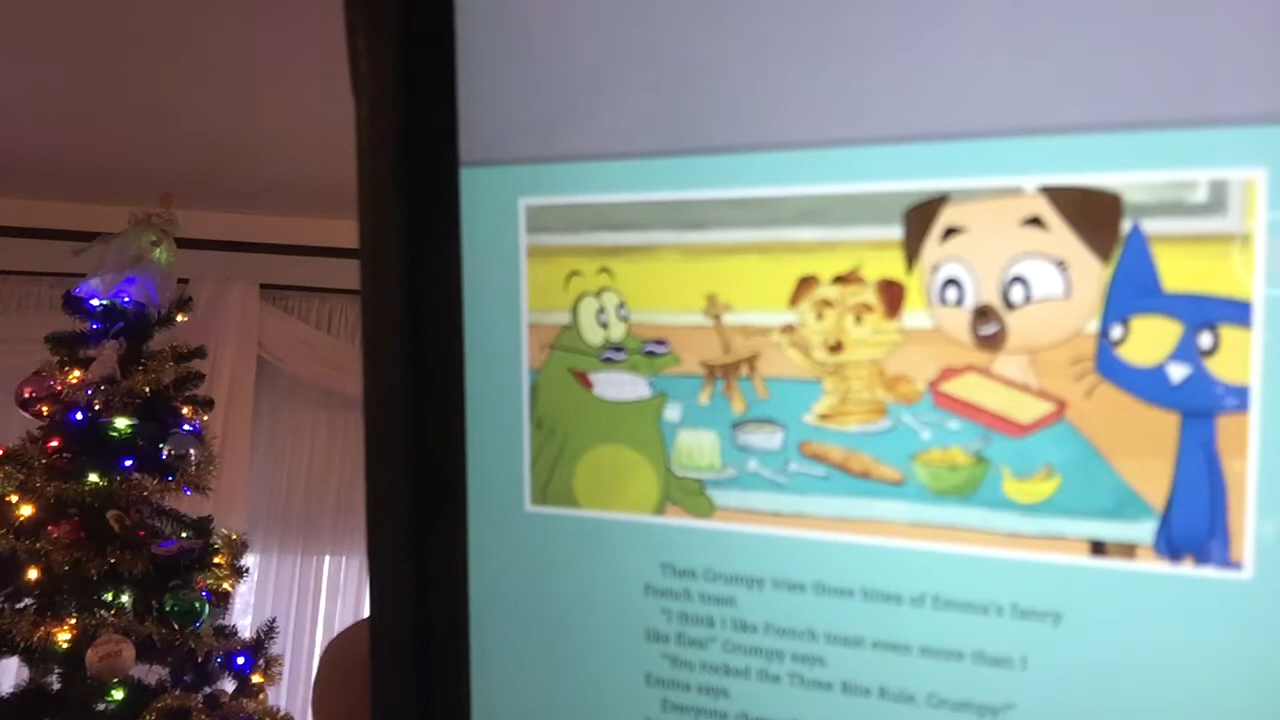 Then Grumpy tries three bites of Emma's fancy
French toast.
"I think I like French toast even more than I
like flies!" Grumpy says.
"You rocked the Three Bite Rule, Grumpy!"
Emma says.
Everyone